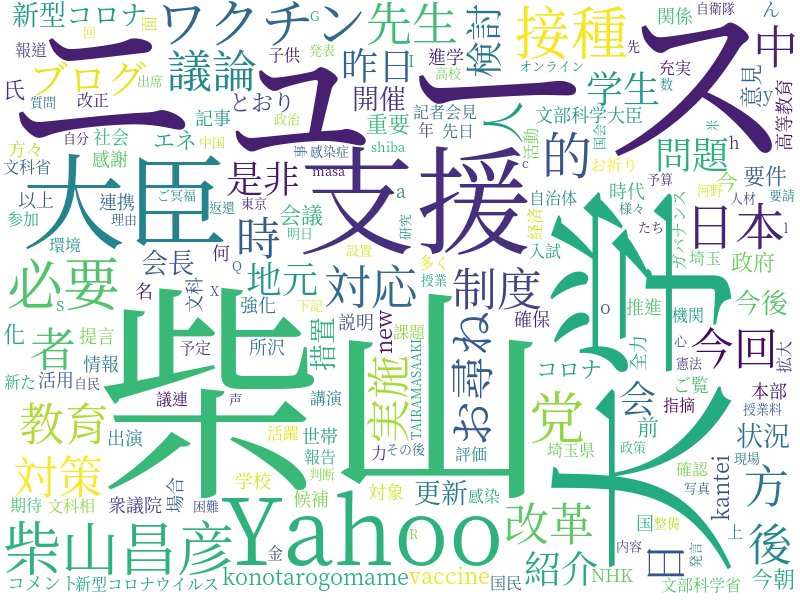 新型コロナ
ワクチン
先生
検討
接種
中
ニュース
ブログ
議論
昨日
学生
問題
的
人
氏
とおり
開催
進学
重要
充実
関係
自衛隊
ん
意見
高等教育
文部科学大臣
オンライン
記者会見
先日
子供
発表
出席
報道
改正
回
面
質問
G
I
y
h
数
先
年
高校
国会
活動
方々
文科省
自分
社会
感謝
記事
エネ
中国
事
感染症
政治
shiba
masa
c
米
お祈り
今
要件
要請
以上
参加
連携
理由
ご冥福
返還
東京
是非
会議
a
研究
自治体
時代
予算
河野
様々
人材
たち
l
大臣
支援
法
日本
環境
会長
何
時
明日
設置
多く
授業
経済
入試
ガバナンス
埼玉
政府
必要
名
文科
Q
X
地元
対応
制度
推進
機関
今後
化
s
者
提言
強化
下記
説明
課題
new
確保
O
コロナ
全力
心
憲法
拡大
今回
情報
予定
所沢
措置
実施
お尋ね
TAIRAMASAAKI
新た
活用
自民
議連
声
講演
柴山
党
会
ご覧
指摘
本部
授業料
教育
出演
活躍
世帯
力
その後
評価
埼玉県
前
政策
状況
対策
学校
報告
判断
大
確認
現場
写真
期待
文科相
衆議院
場合
困難
候補
対象
更新
感染
改革
国
整備
kantei
方
上
発言
後
柴山昌彦
Yahoo
R
金
紹介
NHK
日
内容
コメント
新型コロナウイルス
konotarogomame
vaccine
国民
文部科学省
今朝